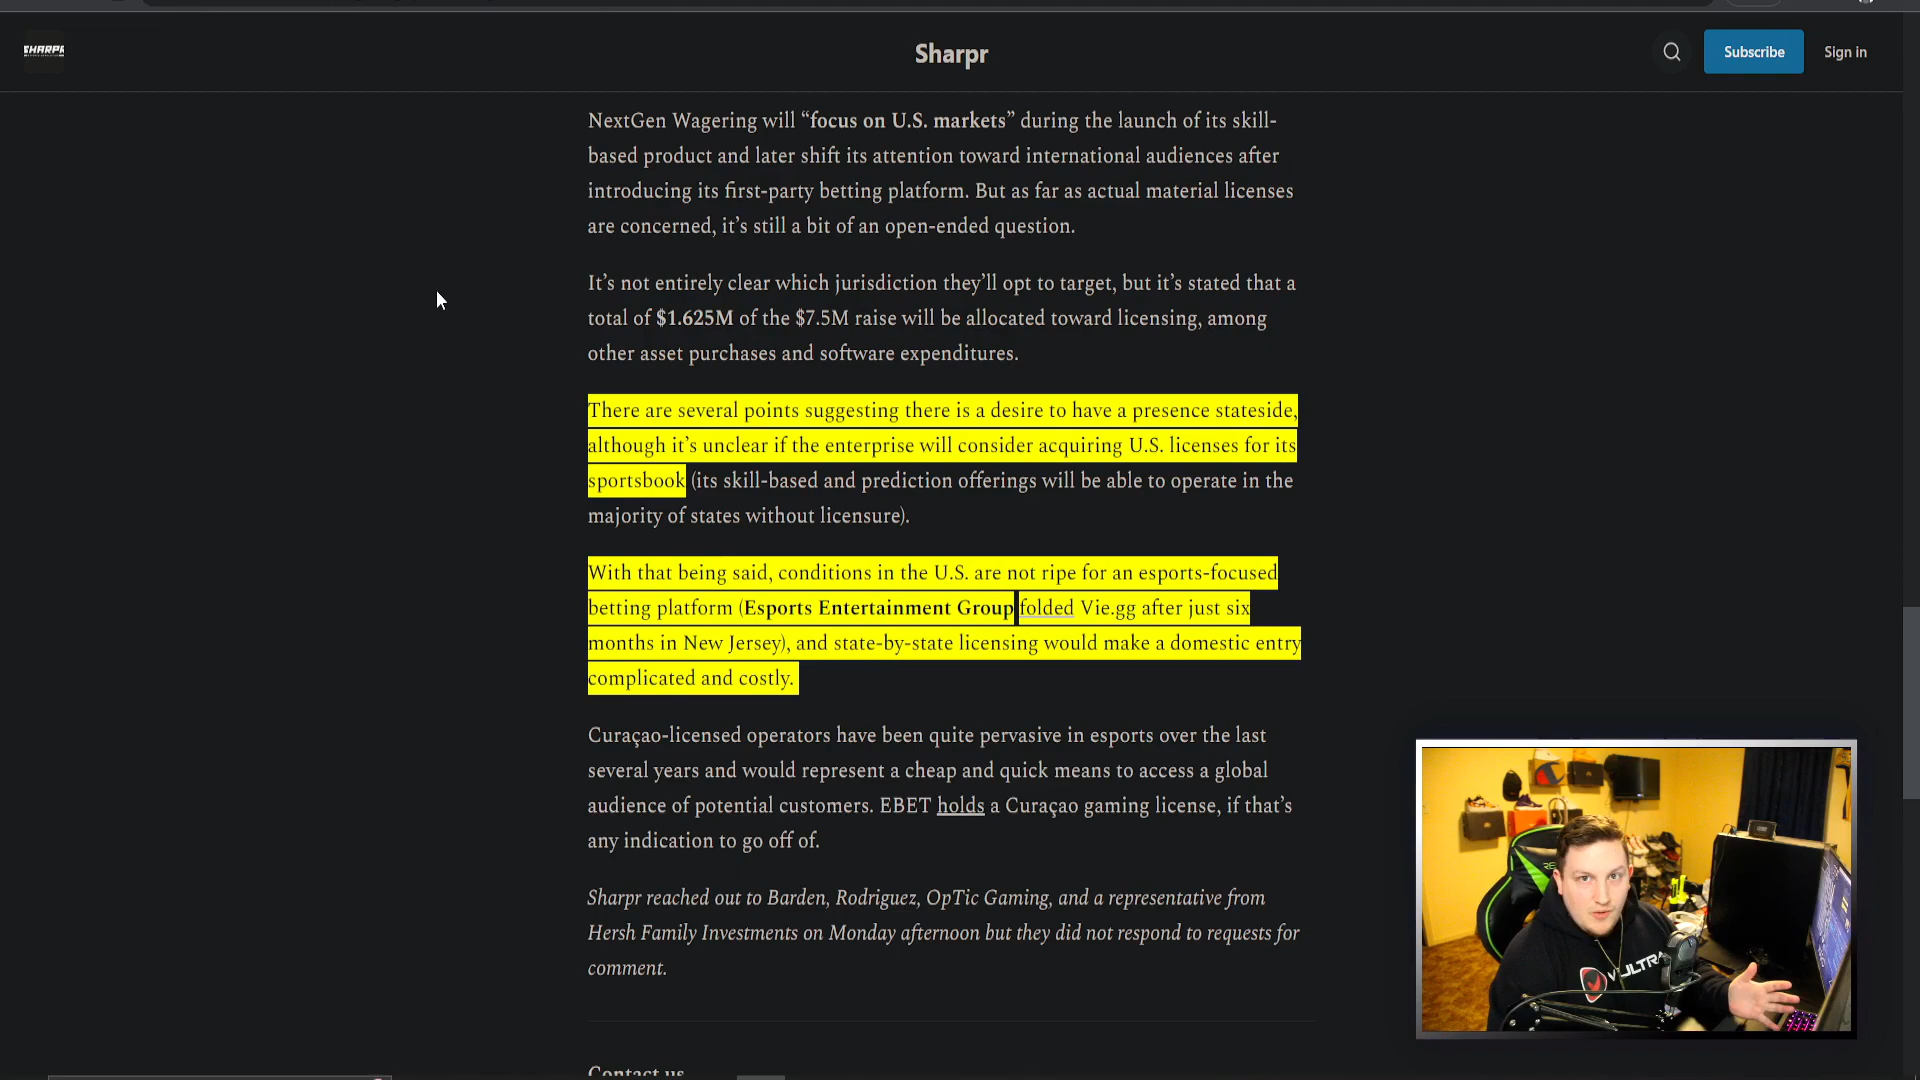 SHARPR
Sharpr
Subscribe
Sign in
NextGen Wagering will “focus on U.S. markets” during the launch of its skill-
based product and later shift its attention toward international audiences after
introducing its first-party betting platform. But as far as actual material licenses
are concerned, it’s still a bit of an open-ended question.
It’s not entirely clear which jurisdiction they’ll opt to target, but it’s stated that a
total of $1.625M of the $7.5M raise will be allocated toward licensing, among
other asset purchases and software expenditures.
There are several points suggesting there is a desire to have a presence stateside,
although it’s unclear if the enterprise will consider acquiring U.S. licenses for its
sportsbook (its skill-based and prediction offerings will be able to operate in the
majority of states without licensure).
With that being said, conditions in the U.S. are not ripe for an esports-focused
betting platform (Esports Entertainment Group folded Vie.gg after just six
months in New Jersey), and state-by-state licensing would make a domestic entry
complicated and costly.
Curaçao-licensed operators have been quite pervasive in esports over the last
several years and would represent a cheap and quick means to access a global
audience of potential customers. EBET holds a Curaçao gaming license, if that’s
any indication to go off of.
Sharpr reached out to Barden, Rodriguez, OpTic Gaming, and a representative from
Hersh Family Investments on Monday afternoon but they did not respond to requests for
comment.
Contact us